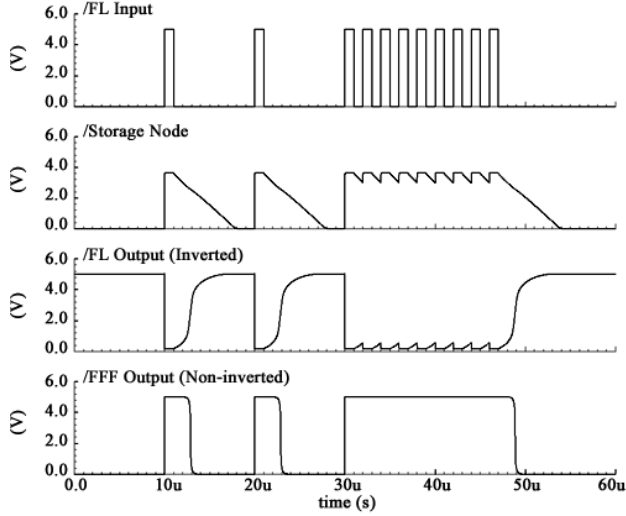 /FL Input
(V)
6.0
4.0
2.0
0.0
/Storage Node
(V)
6.0
4.0
2.0
0.0
/FL Output (Inverted)
(V)
6.0
4.0
2.0
0.0
/FFF Output (Non-inverted)
(V)
6.0
4.0
2.0
0.0
0.0 10u 20u 30u 40u 50u 60u
time (s)